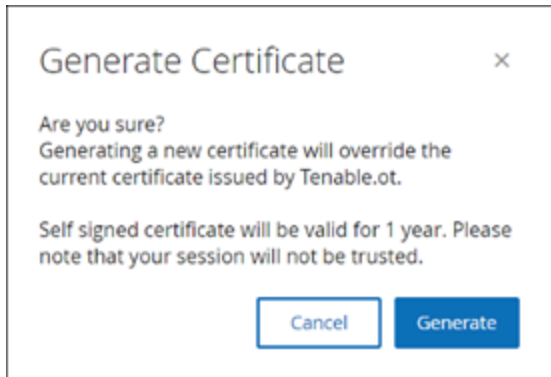 Generate Certificate
×
Are you sure?
Generating a new certificate will override the
current certificate issued by Tenable.ot.
Self signed certificate will be valid for 1 year. Please
note that your session will not be trusted.
Cancel
Generate